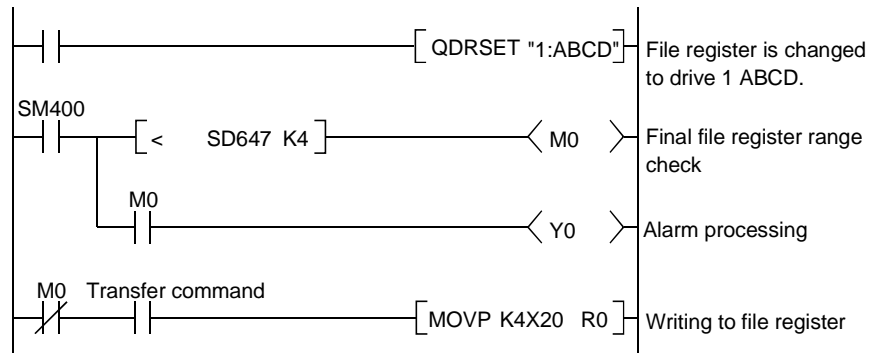 QDRSET "1:ABCD"
File register is changed
to drive 1 ABCD.
SM400
< SD647 K4
M0
Final file register range
check
M0
Y0
Alarm processing
M0 Transfer command
MOVP K4X20 R0
Writing to file register